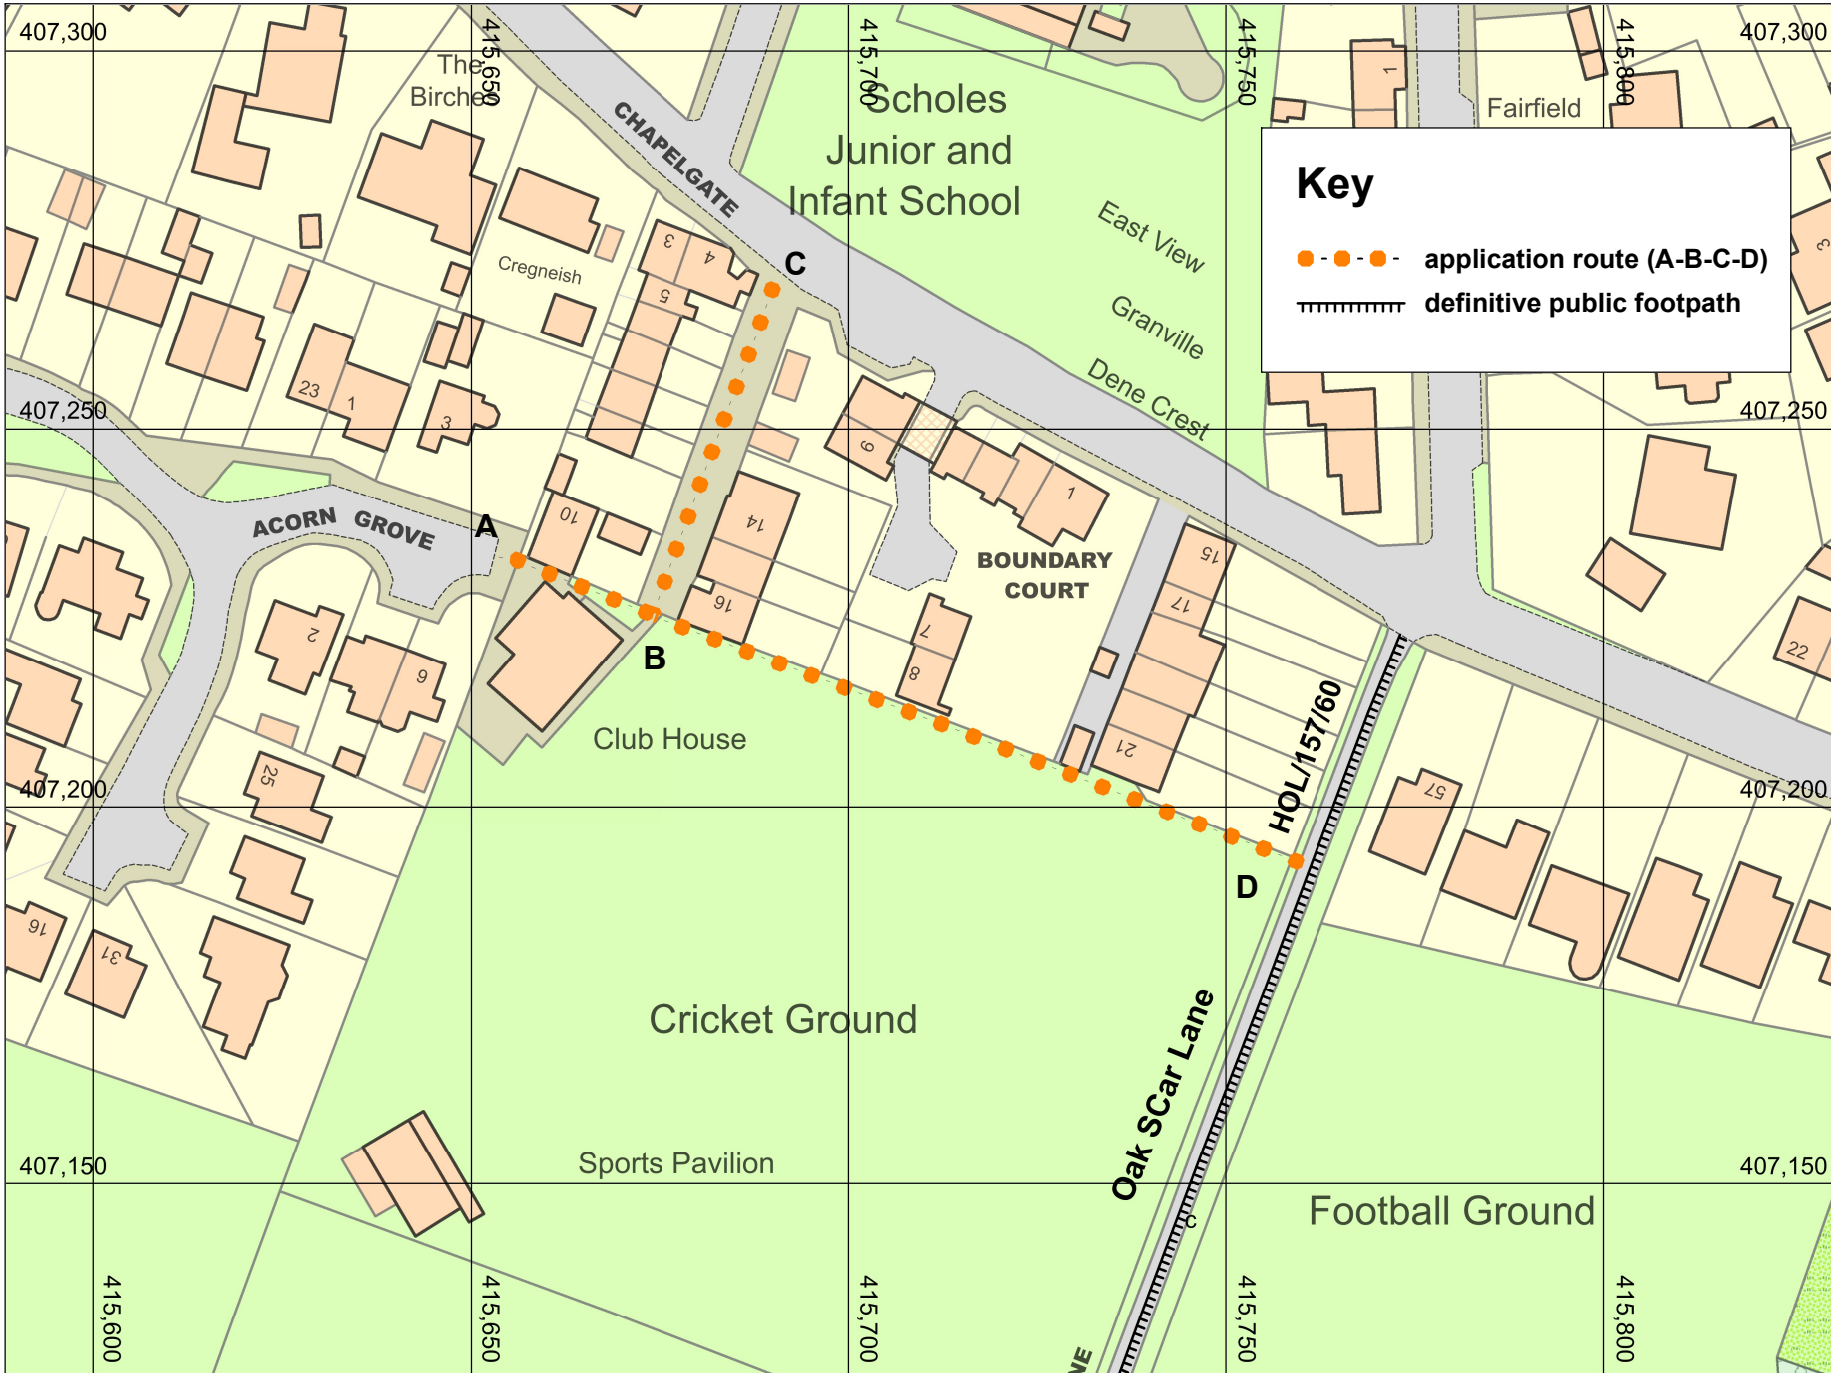 407,300
415,650
415,700
415,750
415,800
407,300
The
Birches
CHAPELGATE
Scholes
Junior and
Infant School
1
Fairfield
Key
application route (A-B-C-D)
definitive public footpath
East View
Granville
Dene Crest
Cregneish
3
4
5
C
3
407,250
407,250
23
1
3
9
1
ACORN GROVE
A
10
14
16
BOUNDARY
COURT
15
17
21
7
8
2
6
25
B
Club House
22
HOL/157/60
57
407,200
407,200
D
16
31
Cricket Ground
Oak SCar Lane
407,150
Sports Pavilion
407,150
c
Football Ground
415,600
415,650
415,700
415,750
415,800
NE